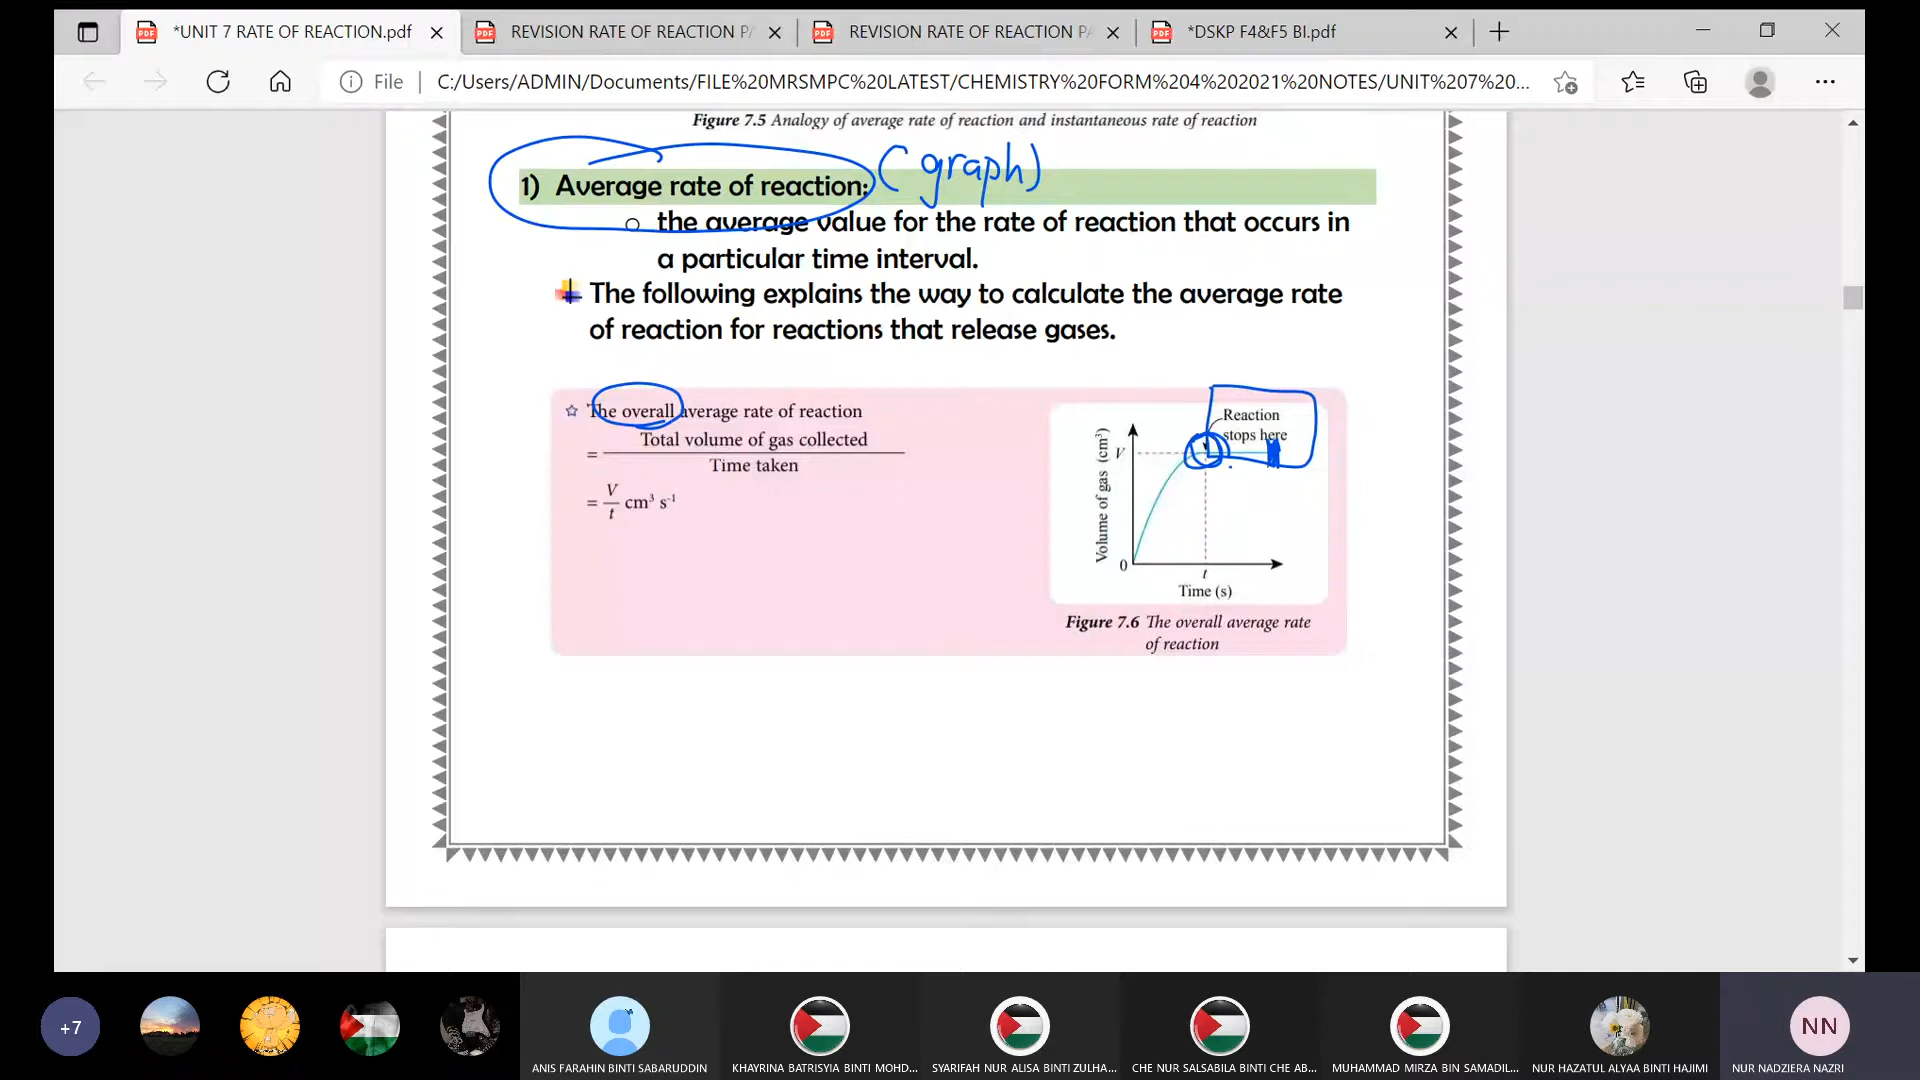 *UNIT 7 RATE OF REACTION.pdf
REVISION RATE OF REACTION PA
REVISION RATE OF REACTION PA
*DSKP F4&F5 BI.pdf
File
C:/Users/ADMIN/Documents/FILE%20MRSMPC%20LATEST/CHEMISTRY%20FORM%204%202021%20NOTES/UNIT%207%20...
Figure 7.5 Analogy of average rate of reaction and instantaneous rate of reaction
1) Average rate of reaction: (graph)
○ the average value for the rate of reaction that occurs in
a particular time interval.
The following explains the way to calculate the average rate
of reaction for reactions that release gases.
☆ The overall average rate of reaction
= Total volume of gas collected
Time taken
= V/t cm³ s⁻¹
Reaction
stops here
Volume of gas (cm³)
V
0
t
Time (s)
Figure 7.6 The overall average rate
of reaction
+7
ANIS FARAHIN BINTI SABARUDDIN
KHAYRINA BATRISYIA BINTI MOHD...
SYARIFAH NUR ALISA BINTI ZULHA...
CHE NUR SALSABILA BINTI CHE AB...
MUHAMMAD MIRZA BIN SAMADIL...
NUR HAZATUL ALYAA BINTI HAJIMI
NN
NUR NADZIERA NAZRI